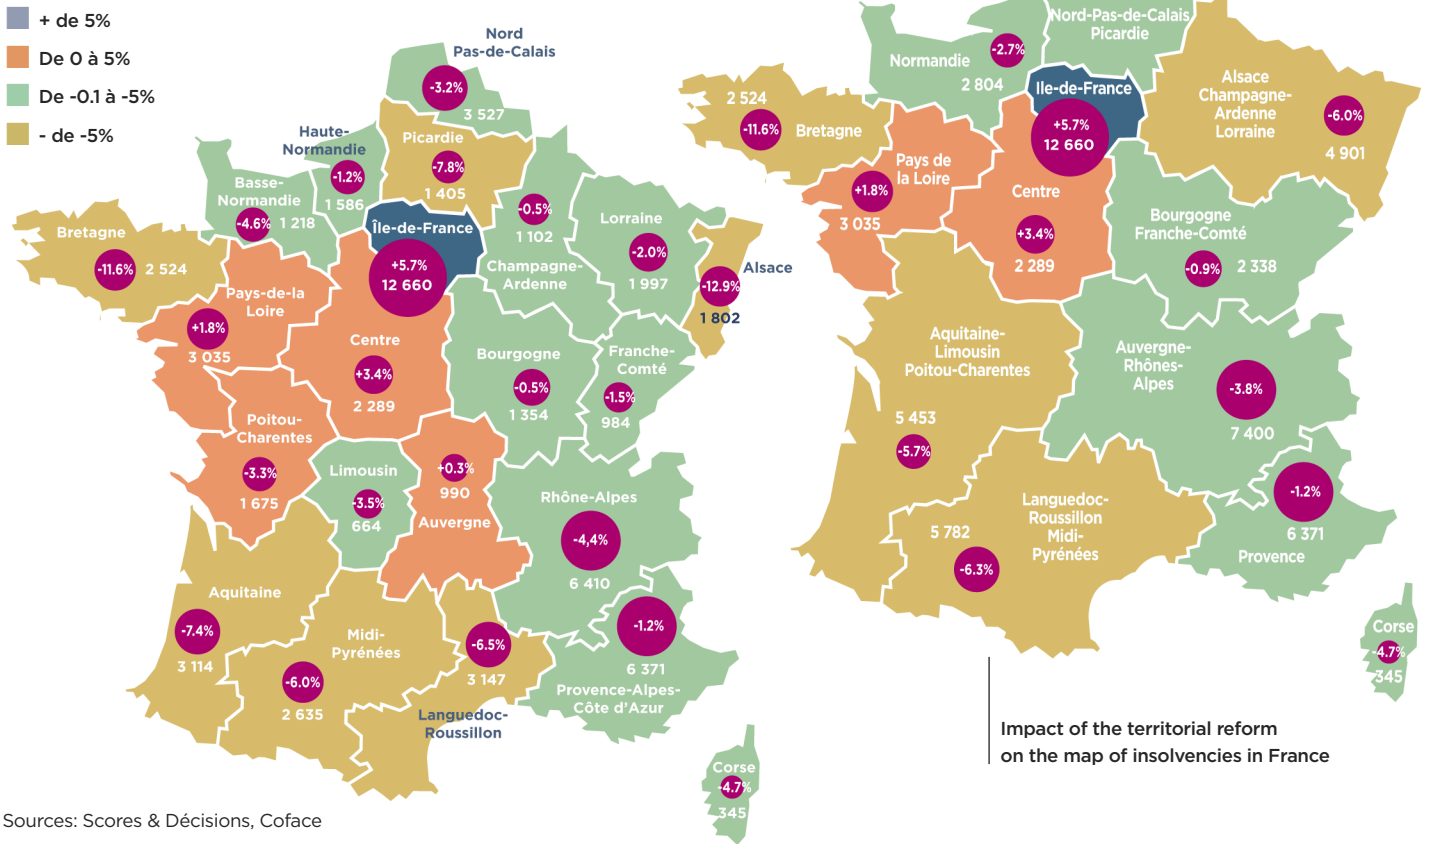 + de 5%
De 0 à 5%
De -0.1 à -5%
- de -5%
Nord
Pas-de-Calais
-3.2%
3 527
Haute-
Normandie
-1.2%
1 586
Picardie
-7.8%
1 405
Basse-
Normandie
-4.6%
1 218
Île-de-France
+5.7%
12 660
-0.5%
1 102
Champagne-
Ardenne
Lorraine
-2.0%
1 997
Alsace
-12.9%
1 802
Bretagne
-11.6%
2 524
Pays-de-la
Loire
+1.8%
3 035
Centre
+3.4%
2 289
Bourgogne
-0.5%
1 354
Franche-
Comté
-1.5%
984
Poitou-
Charentes
-3.3%
1 675
Limousin
-3.5%
664
+0.3%
990
Auvergne
Rhône-Alpes
-4,4%
6 410
Aquitaine
-7.4%
3 114
Midi-
Pyrénées
-6.0%
2 635
-6.5%
3 147
Languedoc-
Roussillon
-1.2%
6 371
Provence-Alpes-
Côte d'Azur
Corse
-4.7%
345
Nord-Pas-de-Calais
Picardie
Normandie
-2.7%
2 804
Ile-de-France
+5.7%
12 660
Alsace
Champagne-
Ardenne
Lorraine
-6.0%
4 901
2 524
-11.6%
Bretagne
Pays de
la Loire
+1.8%
3 035
Centre
+3.4%
2 289
Bourgogne
Franche-Comté
-0.9%
2 338
Aquitaine-
Limousin
Poitou-Charentes
5 453
-5.7%
Auvergne-
Rhônes-
Alpes
-3.8%
7 400
Languedoc-
Roussillon
Midi-
Pyrénées
5 782
-6.3%
-1.2%
6 371
Provence
Corse
-4.7%
345
Impact of the territorial reform
on the map of insolvencies in France
Sources: Scores & Décisions, Coface